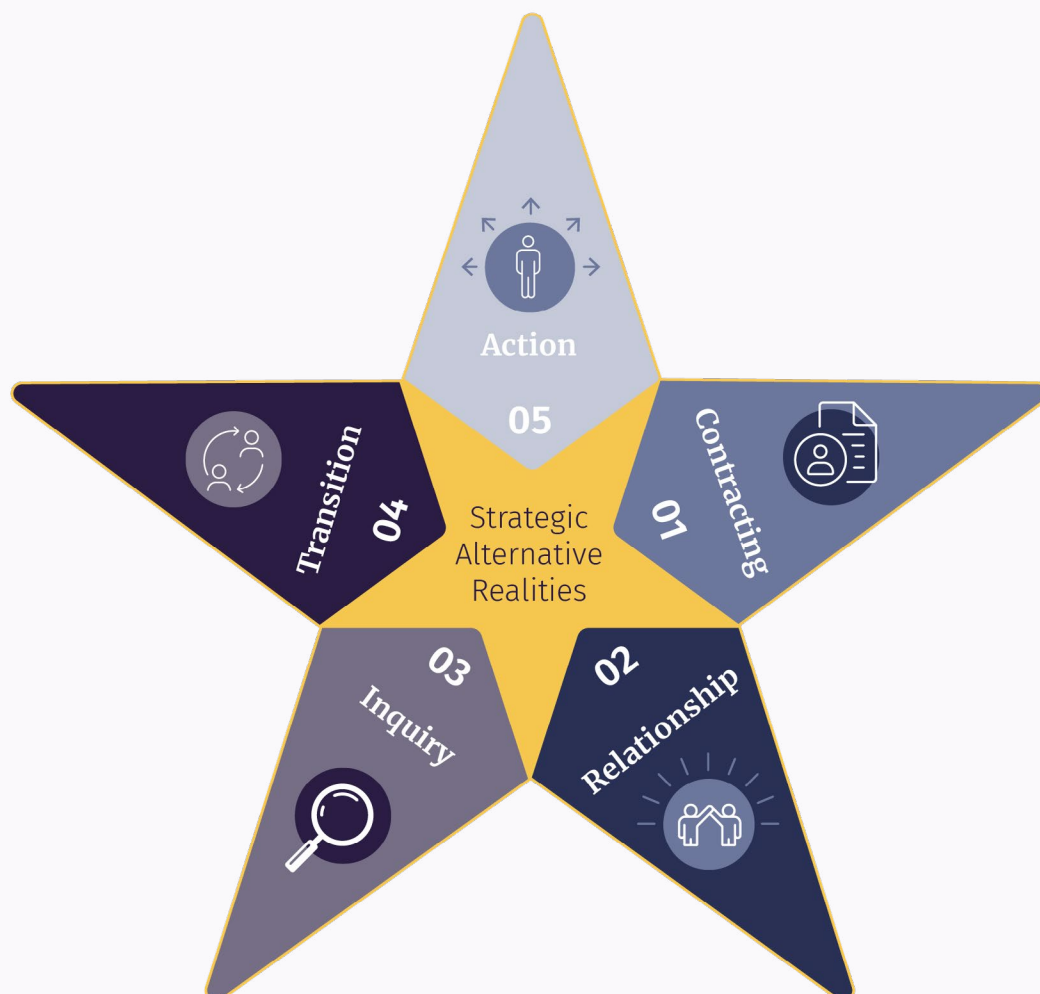 Action
05
Contracting
01
02
Relationship
03
Inquiry
Transition
04
Strategic
Alternative
Realities